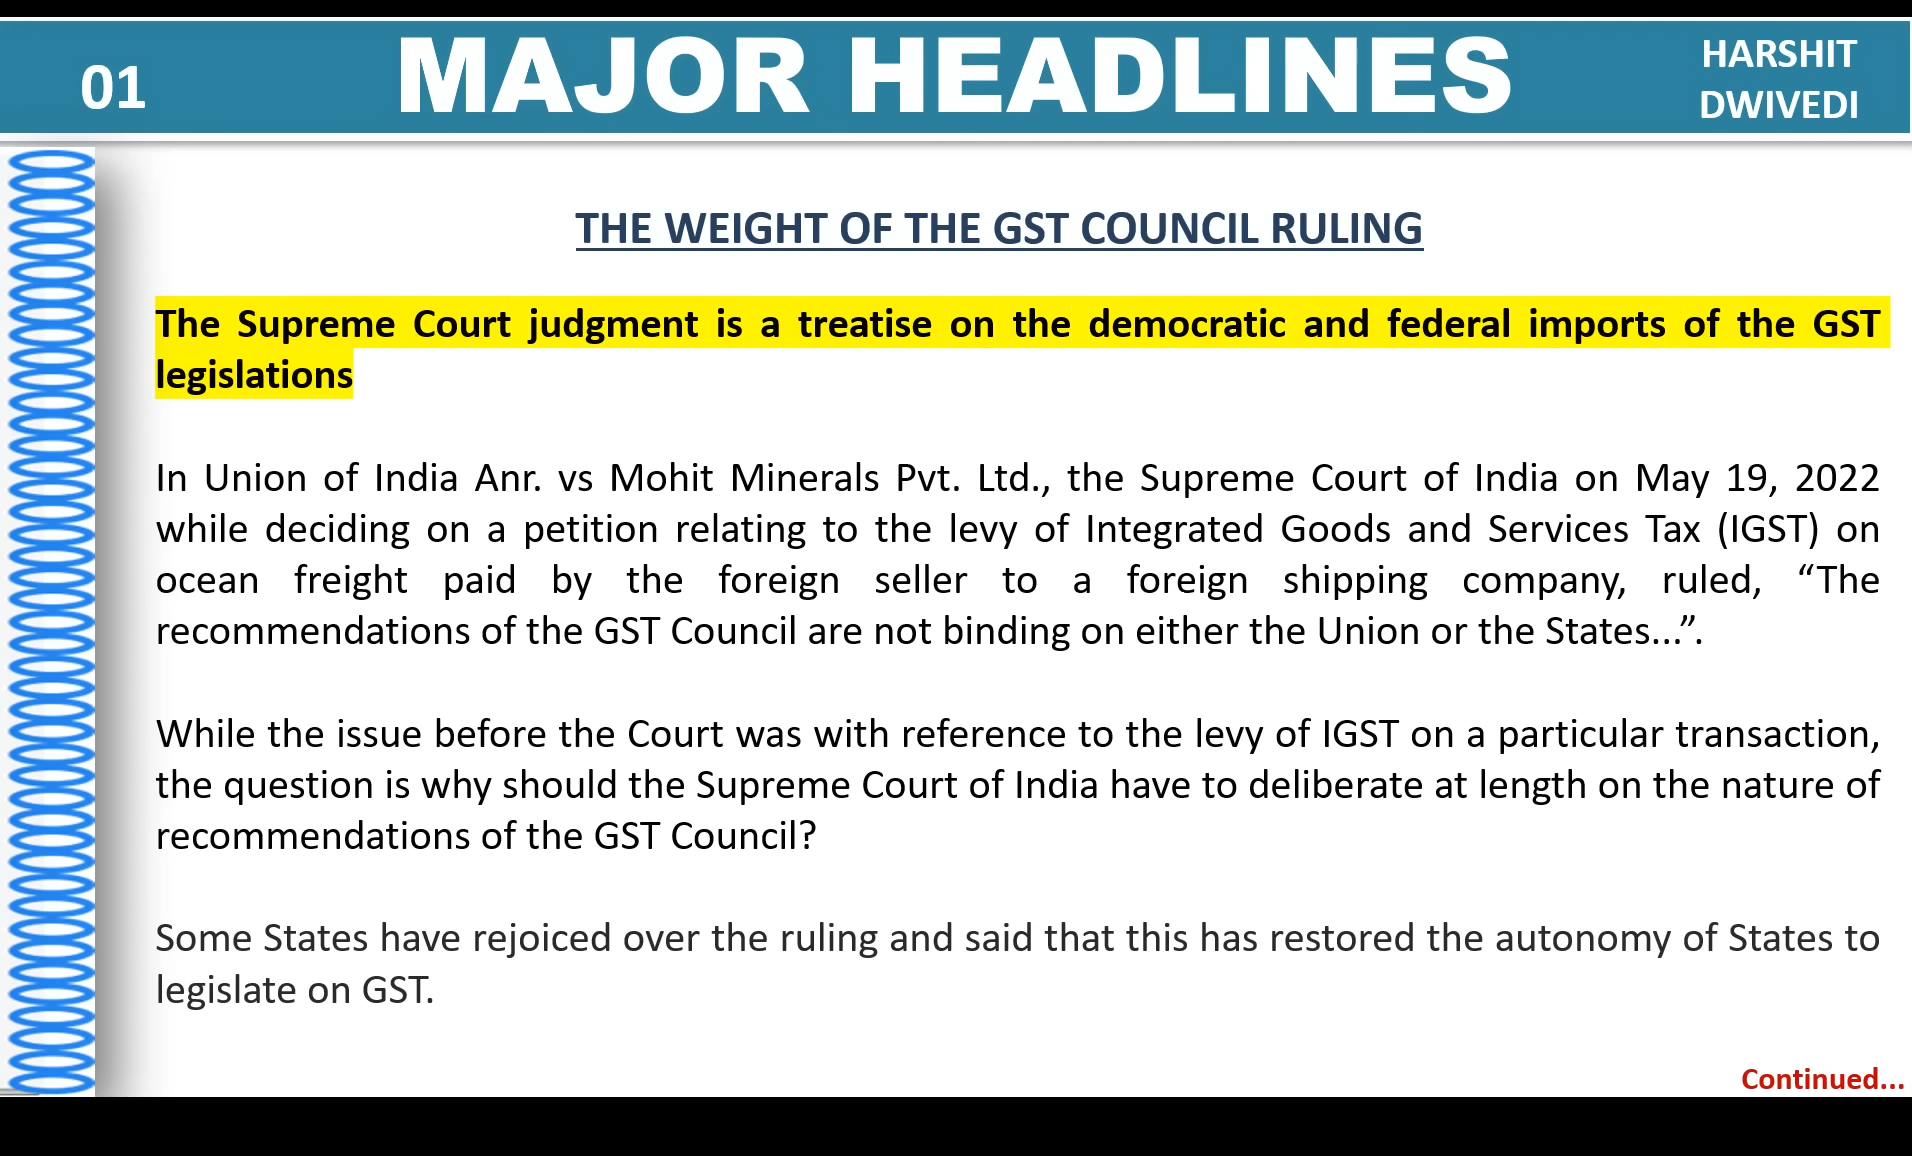 01
MAJOR HEADLINES
HARSHIT
DWIVEDI
THE WEIGHT OF THE GST COUNCIL RULING
The Supreme Court judgment is a treatise on the democratic and federal imports of the GST
legislations
In Union of India Anr. vs Mohit Minerals Pvt. Ltd., the Supreme Court of India on May 19, 2022
while deciding on a petition relating to the levy of Integrated Goods and Services Tax (IGST) on
ocean freight paid by the foreign seller to a foreign shipping company, ruled, “The
recommendations of the GST Council are not binding on either the Union or the States...”.
While the issue before the Court was with reference to the levy of IGST on a particular transaction,
the question is why should the Supreme Court of India have to deliberate at length on the nature of
recommendations of the GST Council?
Some States have rejoiced over the ruling and said that this has restored the autonomy of States to
legislate on GST.
Continued...